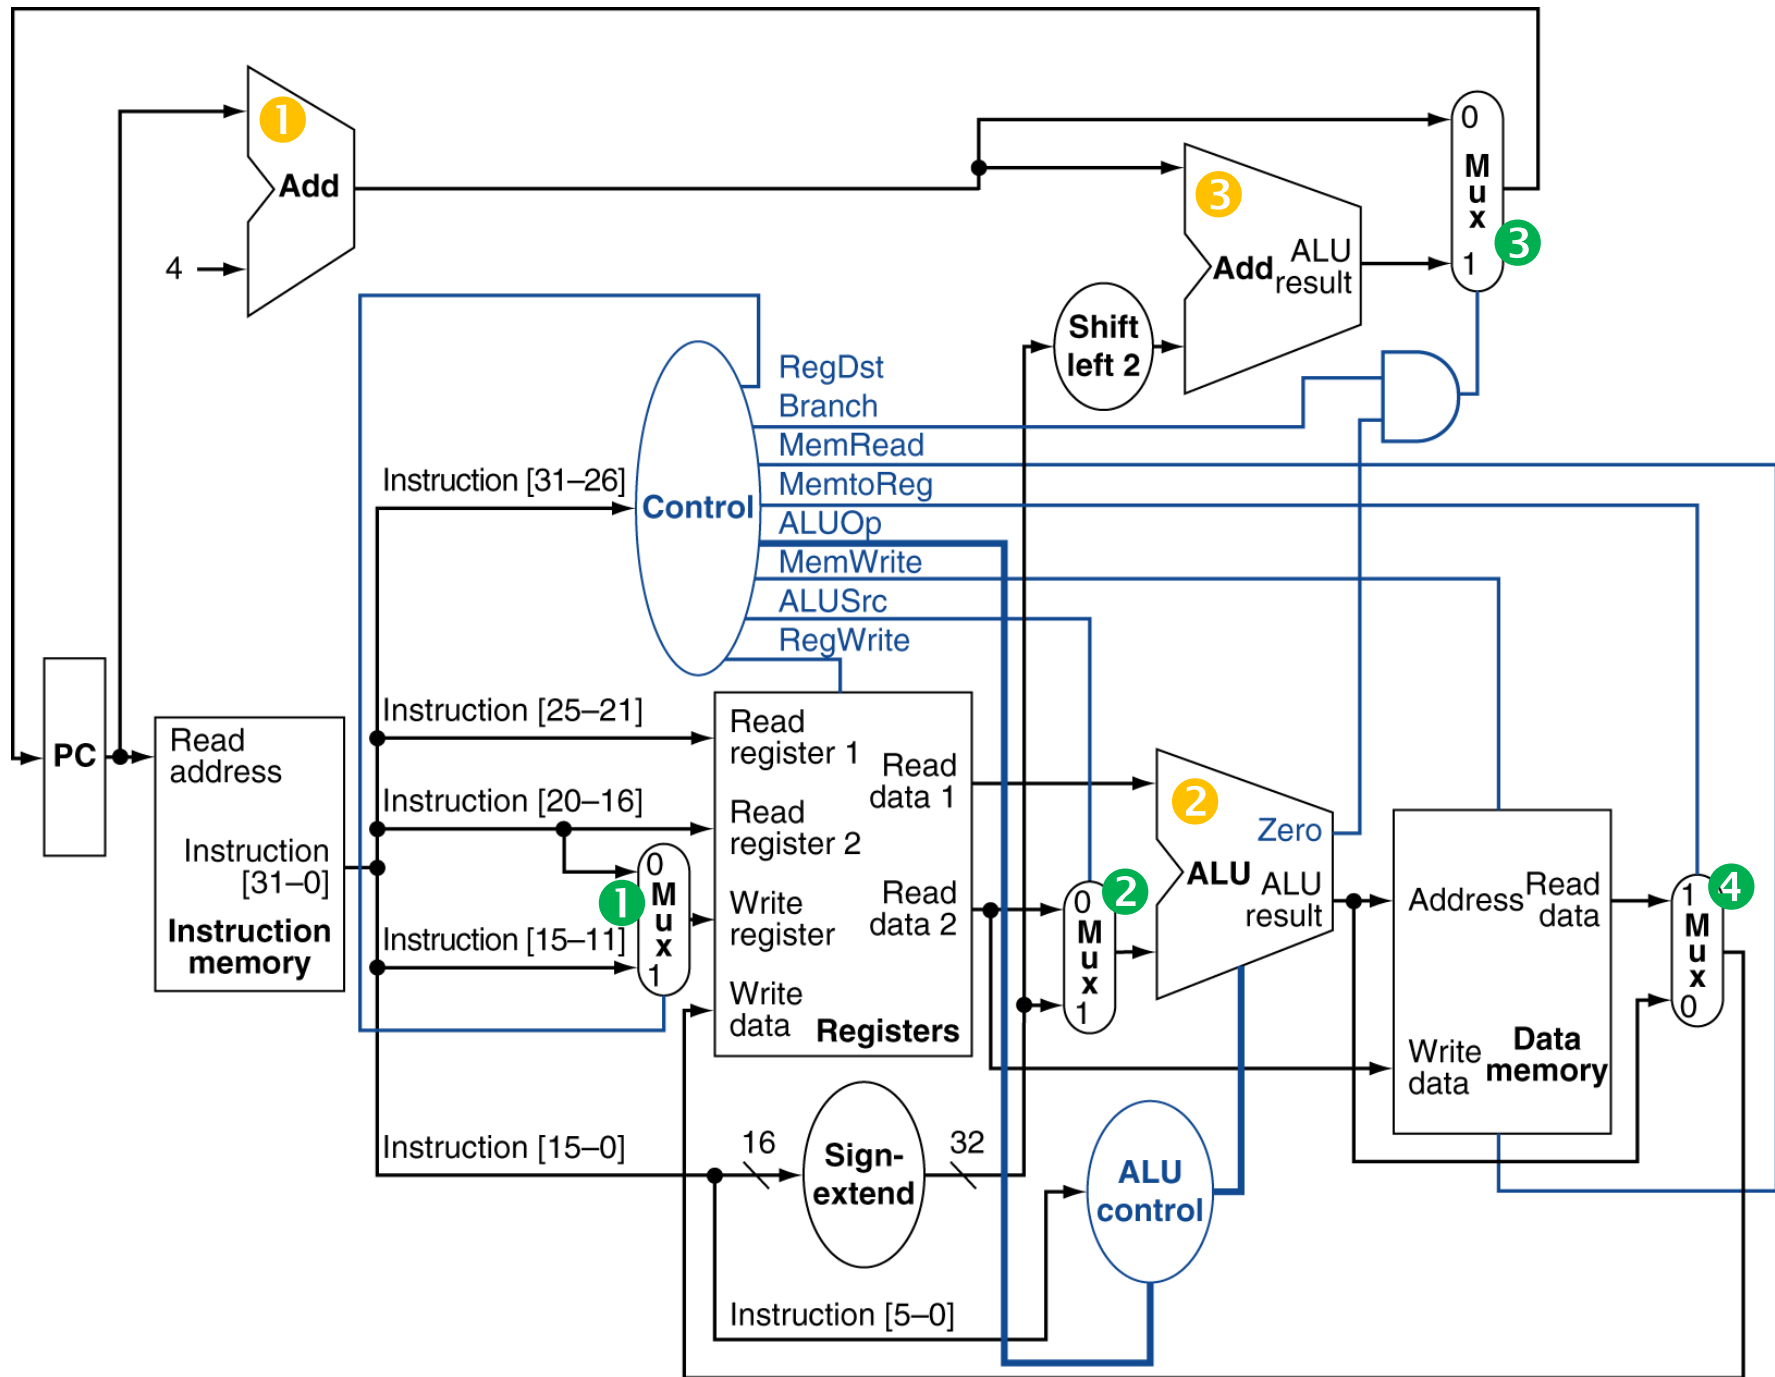 1
Add
4
3
Add
ALU
result
0
M
u
x
1
3
Shift
left 2
RegDst
Branch
MemRead
MemtoReg
ALUOp
MemWrite
ALUSrc
RegWrite
Control
Instruction [31–26]
Instruction [25–21]
Instruction [20–16]
Instruction [15–11]
Instruction [15–0]
Instruction [5–0]
PC
Read
address
Instruction
[31–0]
Instruction
memory
1
0
M
u
x
1
Read
register 1
Read
register 2
Write
register
Write
data
Read
data 1
Read
data 2
Registers
2
0
M
u
x
1
2
Zero
ALU
ALU
result
Address
Read
data
Write
data
Data
memory
4
1
M
u
x
0
16
Sign-
extend
32
ALU
control